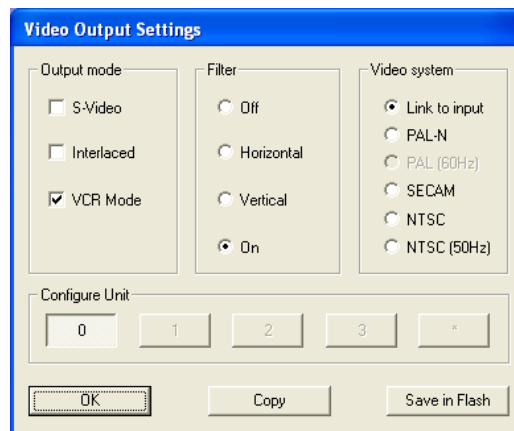 Video Output Settings
Output mode
S-Video
Interlaced
VCR Mode
Filter
Off
Horizontal
Vertical
On
Video system
Link to input
PAL-N
PAL (60Hz)
SECAM
NTSC
NTSC (50Hz)
Configure Unit
0 1 2 3 *
OK Copy Save in Flash